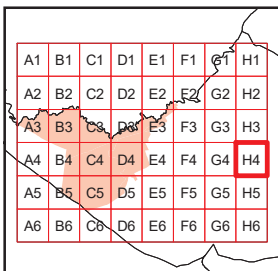 A1 B1 C1 D1 E1 F1 G1 H1
A2 B2 C2 D2 E2 F2 G2 H2
A3 B3 C3 D3 E3 F3 G3 H3
A4 B4 C4 D4 E4 F4 G4 H4
A5 B5 C5 D5 E5 F5 G5 H5
A6 B6 C6 D6 E6 F6 G6 H6